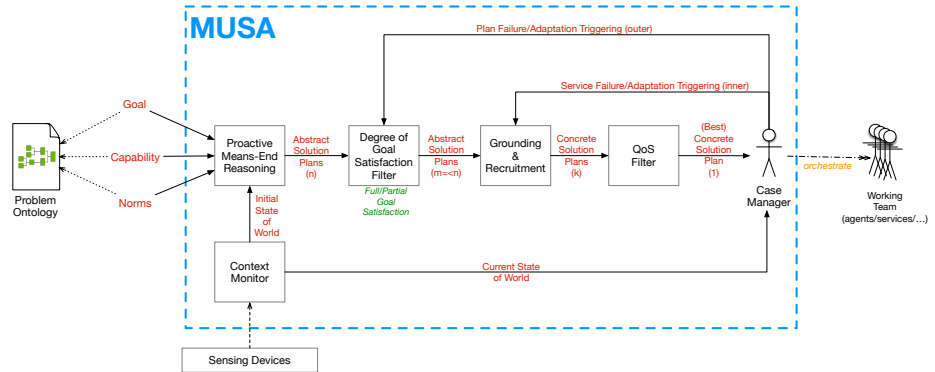 MUSA
Plan Failure/Adaptation Triggering (outer)
Service Failure/Adaptation Triggering (inner)
Goal
Capability
Norms
Problem
Ontology
Proactive
Means-End
Reasoning
Abstract
Solution
Plans
(n)
Degree of
Goal
Satisfaction
Filter
Full/Partial
Goal
Satisfaction
Abstract
Solution
Plans
(m=<n)
Grounding
&
Recruitment
Concrete
Solution
Plans
(k)
QoS
Filter
(Best)
Concrete
Solution
Plan
(1)
Case
Manager
orchestrate
Working
Team
(agents/services/...)
Initial
State
of
World
Context
Monitor
Current State
of World
Sensing Devices